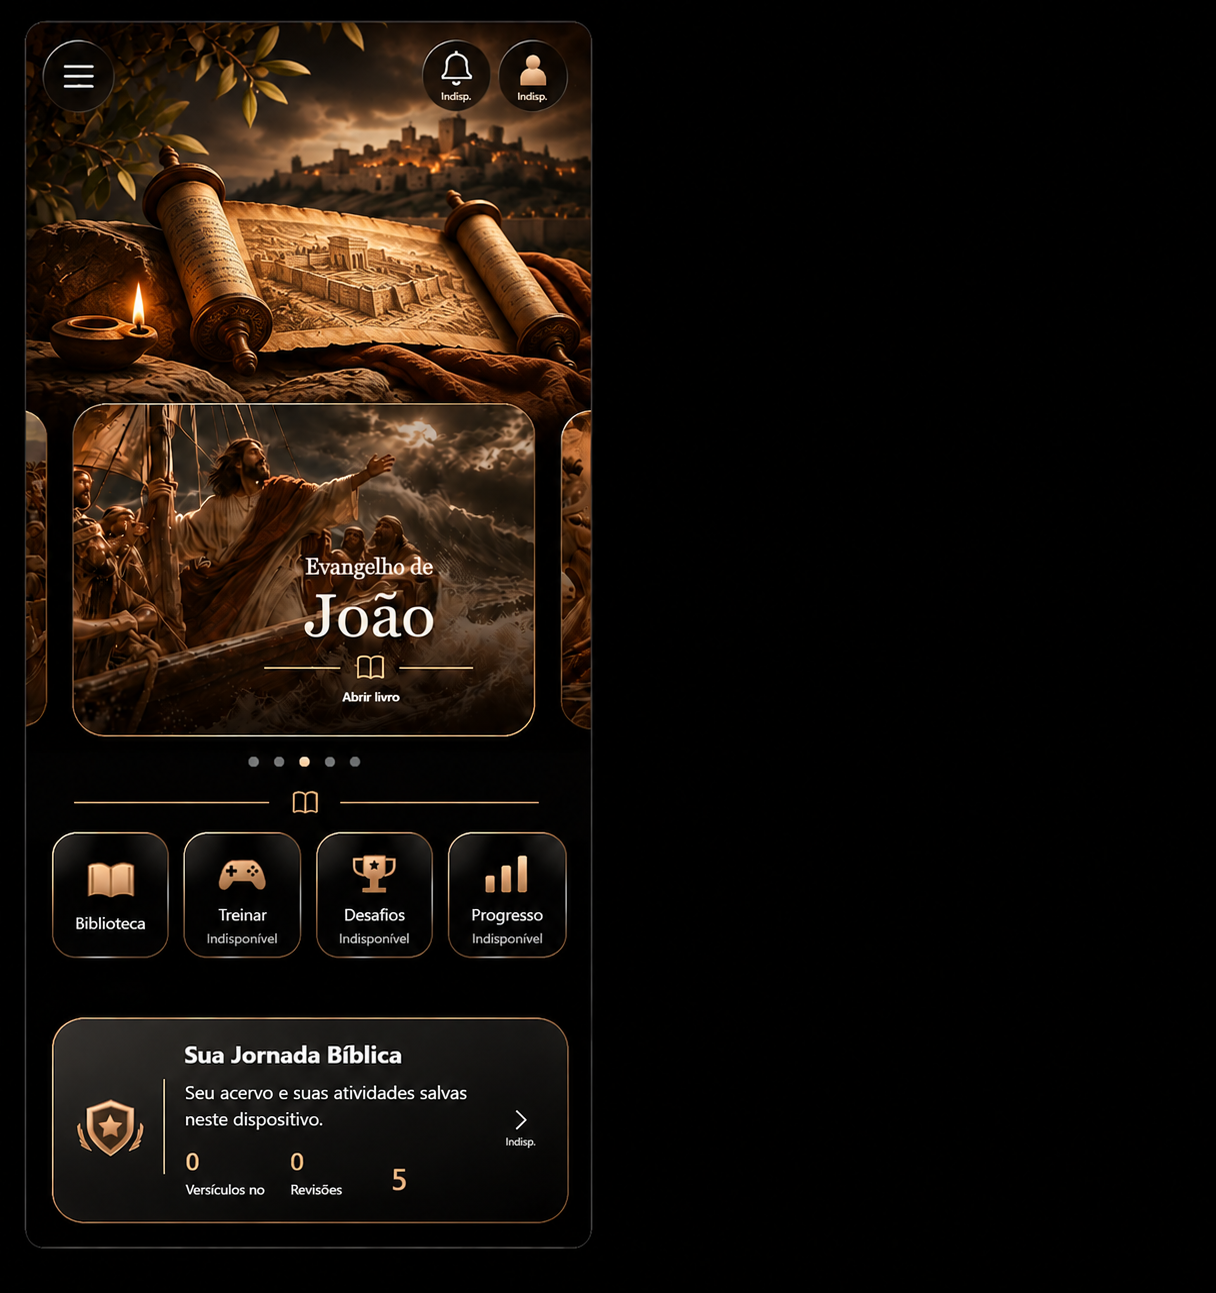 Indisp.
Indisp.
Evangelho de
João
Abrir livro
Biblioteca
Treinar
Indisponível
Desafios
Indisponível
Progresso
Indisponível
Sua Jornada Bíblica
Seu acervo e suas atividades salvas
neste dispositivo.
Indisp.
0
Versículos no
0
Revisões
5